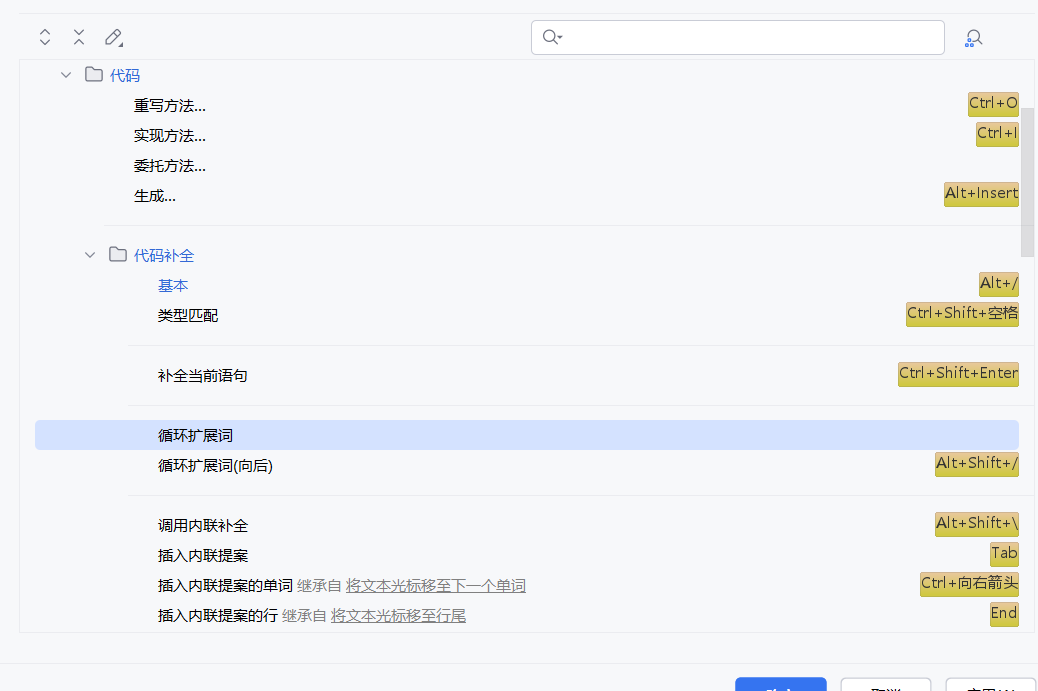 代码
重写方法... Ctrl+O
实现方法... Ctrl+I
委托方法...
生成... Alt+Insert
代码补全
基本 Alt+/
类型匹配 Ctrl+Shift+空格
补全当前语句 Ctrl+Shift+Enter
循环扩展词
循环扩展词(向后) Alt+Shift+/
调用内联补全 Alt+Shift+\
插入内联提案 Tab
插入内联提案的单词 继承自 将文本光标移至下一个单词 Ctrl+向右箭头
插入内联提案的行 继承自 将文本光标移至行尾 End